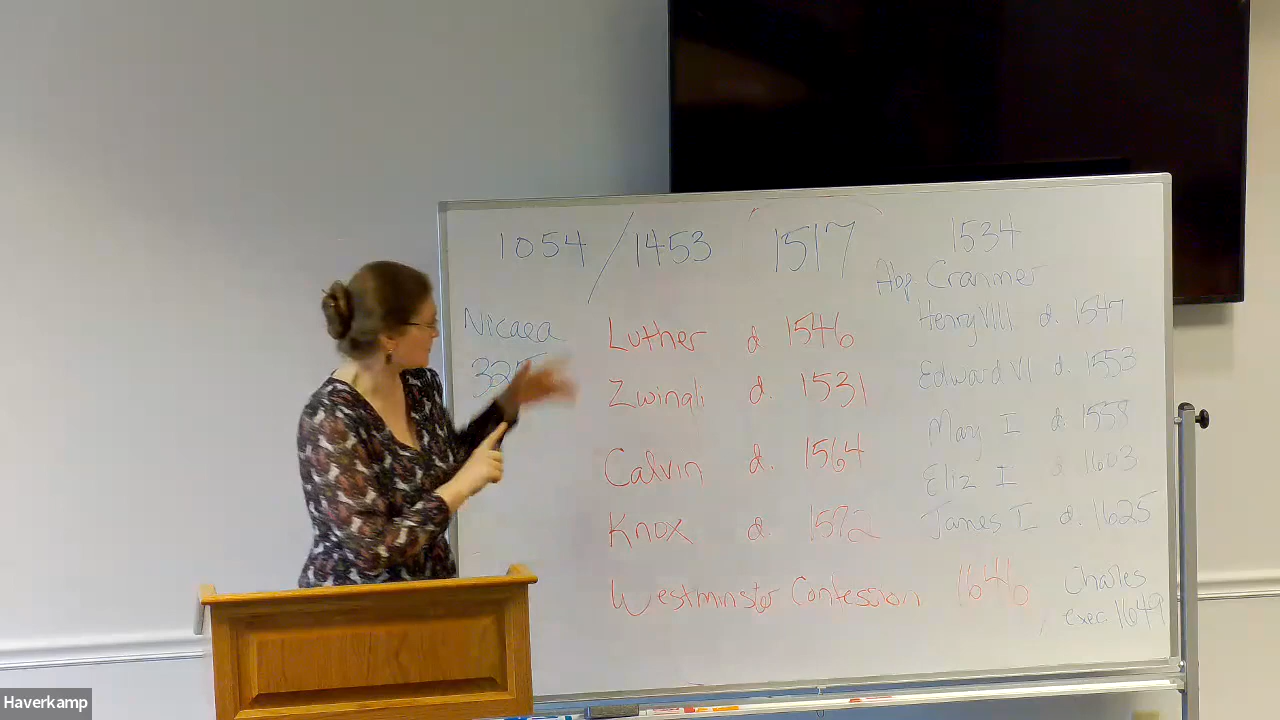 1054 / 1453 1517 1534
Abp. Cranmer
Nicaea
325
Luther d. 1546
Zwingli d. 1531
Calvin d. 1564
Knox d. 1572
Westminster Confession 1646
Henry VIII d. 1547
Edward VI d. 1553
Mary I d. 1558
Eliz I d. 1603
James I d. 1625
Charles
exec. 1649
Haverkamp